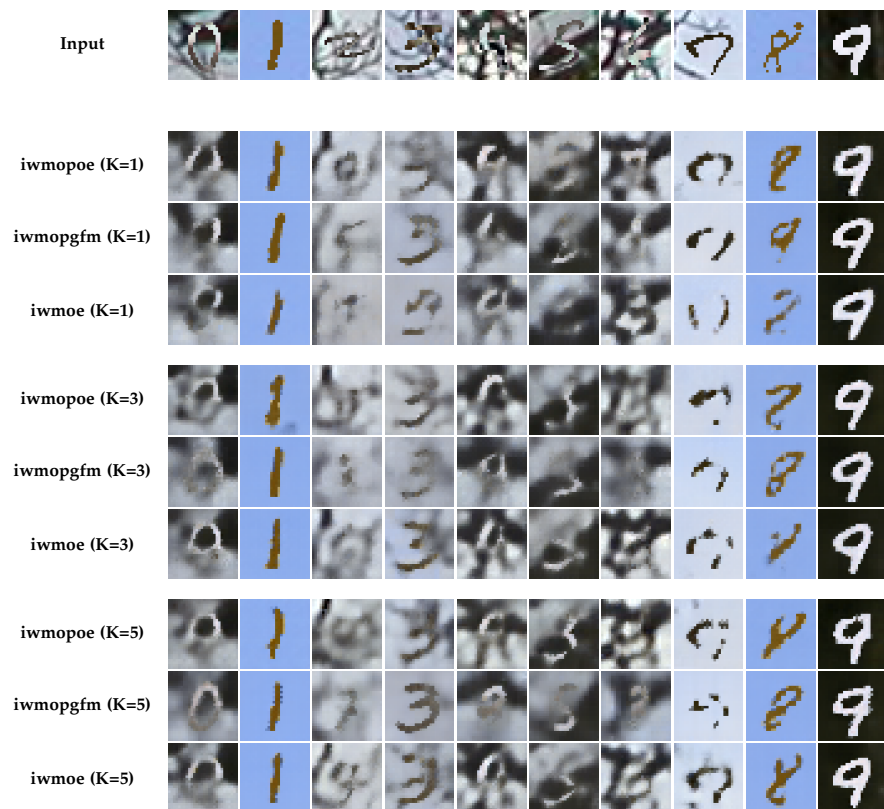 Input
iwmopoe (K=1)
iwmopgfm (K=1)
iwmoe (K=1)
iwmopoe (K=3)
iwmopgfm (K=3)
iwmoe (K=3)
iwmopoe (K=5)
iwmopgfm (K=5)
iwmoe (K=5)